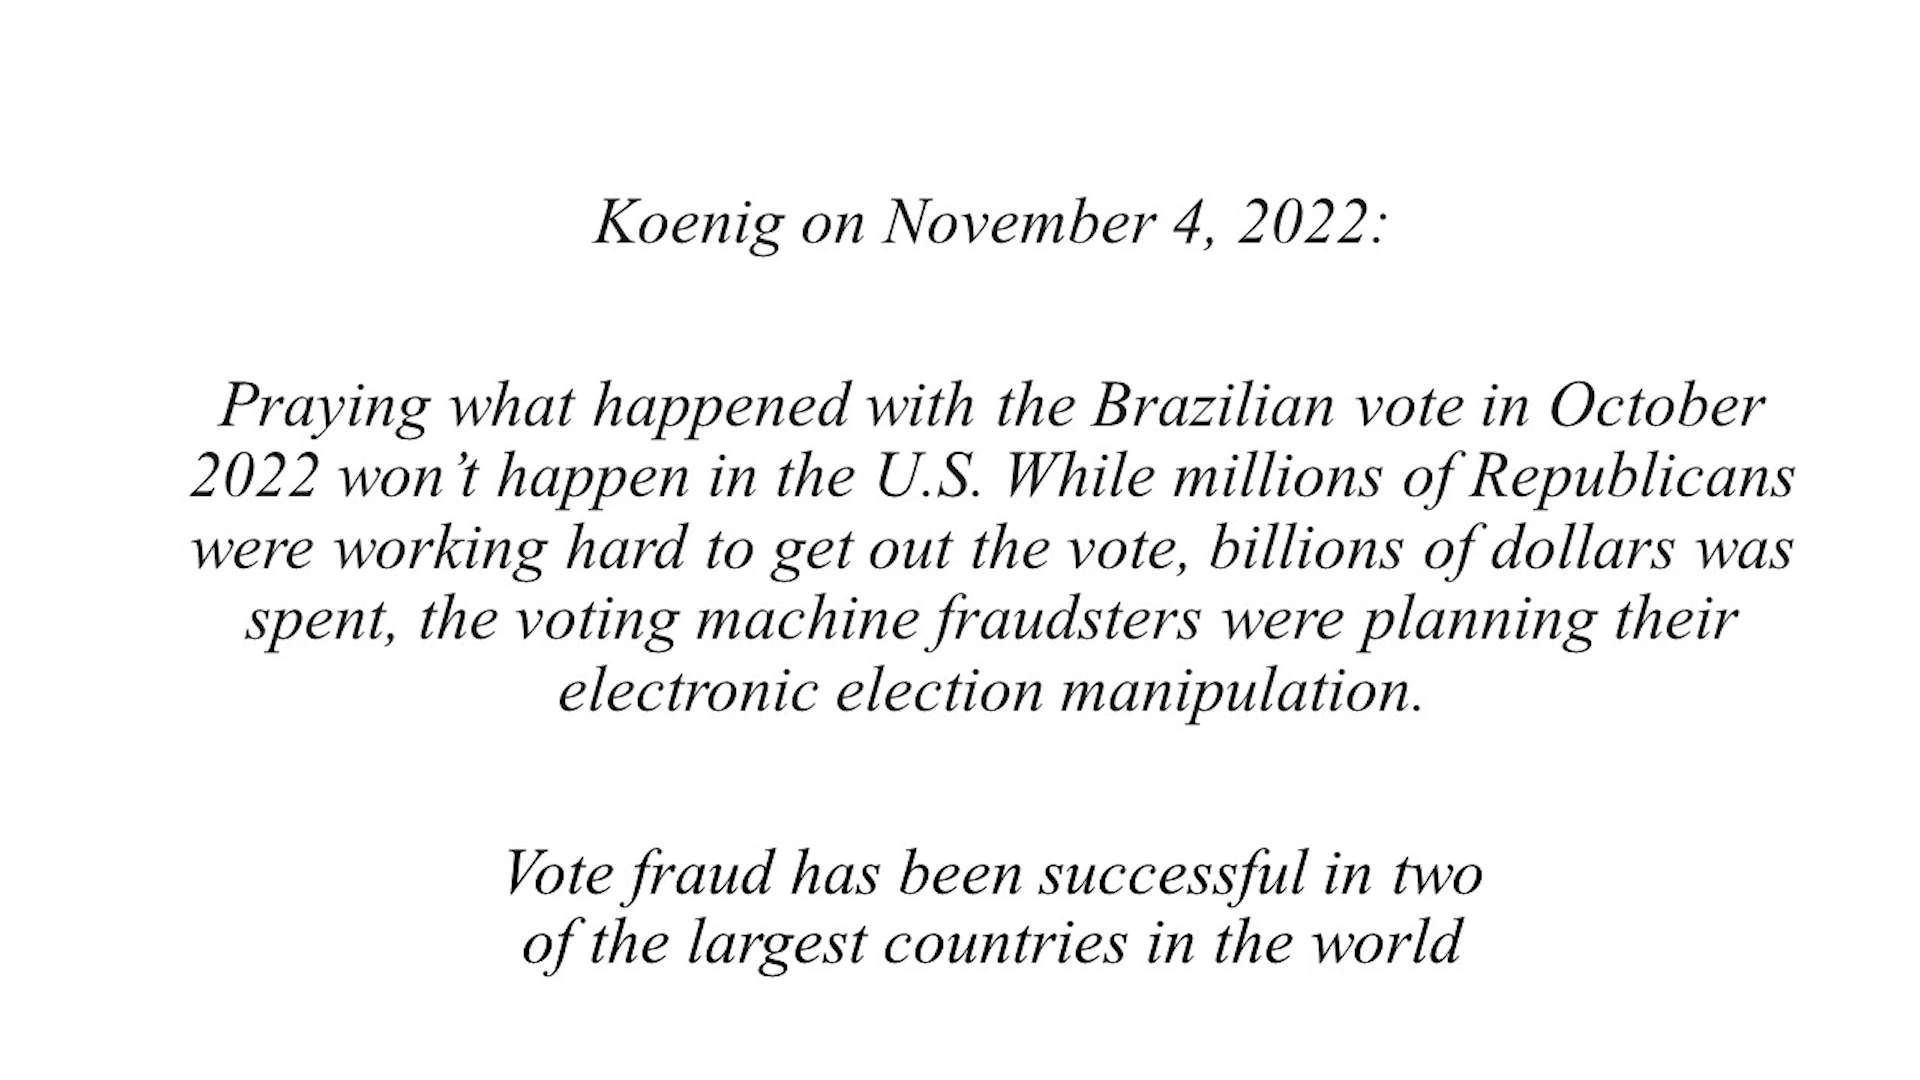 Koenig on November 4, 2022:
Praying what happened with the Brazilian vote in October
2022 won’t happen in the U.S. While millions of Republicans
were working hard to get out the vote, billions of dollars was
spent, the voting machine fraudsters were planning their
electronic election manipulation.
Vote fraud has been successful in two
of the largest countries in the world